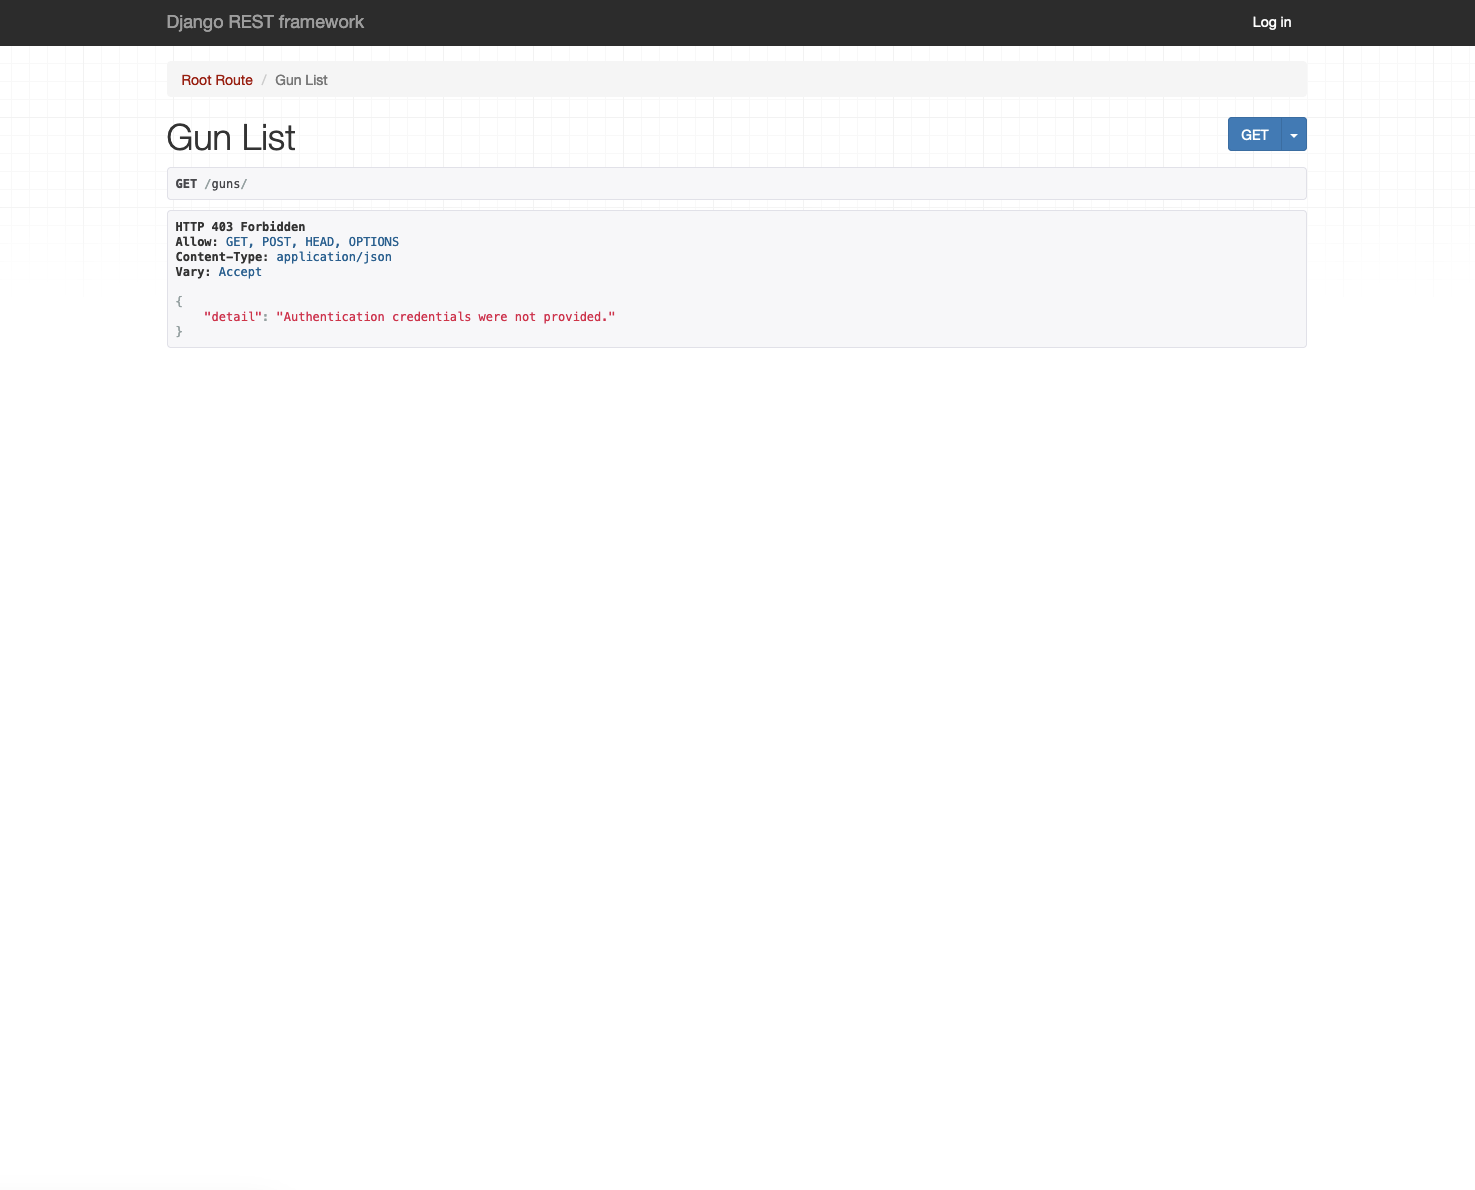 Django REST framework
Log in
Root Route / Gun List
Gun List
GET
GET /guns/
HTTP 403 Forbidden
Allow: GET, POST, HEAD, OPTIONS
Content-Type: application/json
Vary: Accept
{
    "detail": "Authentication credentials were not provided."
}